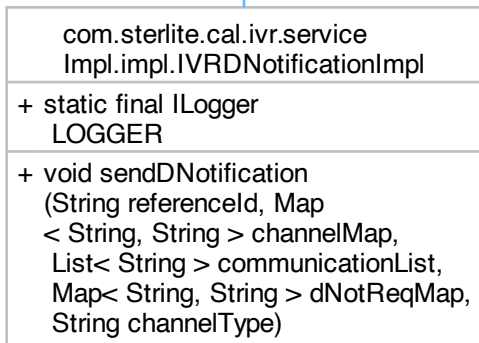 com.sterlite.cal.ivr.service
Impl.impl.IVRDNotificationImpl
+ static final ILogger
LOGGER
+ void sendDNotification
(String referenceId, Map
< String, String > channelMap,
List< String > communicationList,
Map< String, String > dNotReqMap,
String channelType)